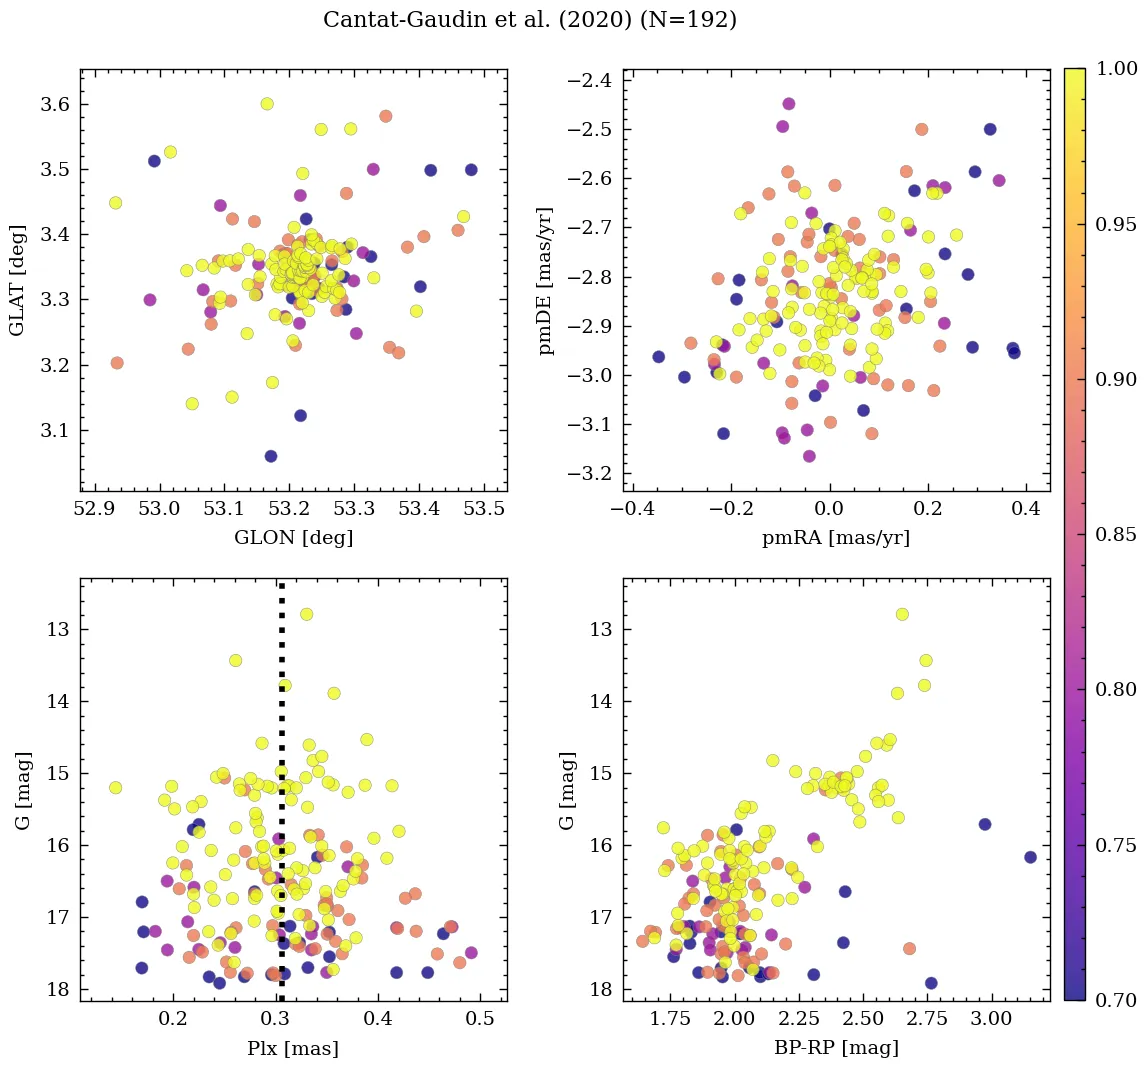 Cantat-Gaudin et al. (2020) (N=192)
3.6
3.5
3.4
3.3
3.2
3.1
GLAT [deg]
52.9 53.0 53.1 53.2 53.3 53.4 53.5
GLON [deg]
−2.4
−2.5
−2.6
−2.7
−2.8
−2.9
−3.0
−3.1
−3.2
pmDE [mas/yr]
−0.4 −0.2 0.0 0.2 0.4
pmRA [mas/yr]
13
14
15
16
17
18
G [mag]
0.2 0.3 0.4 0.5
Plx [mas]
13
14
15
16
17
18
G [mag]
1.75 2.00 2.25 2.50 2.75 3.00
BP-RP [mag]
1.00
0.95
0.90
0.85
0.80
0.75
0.70